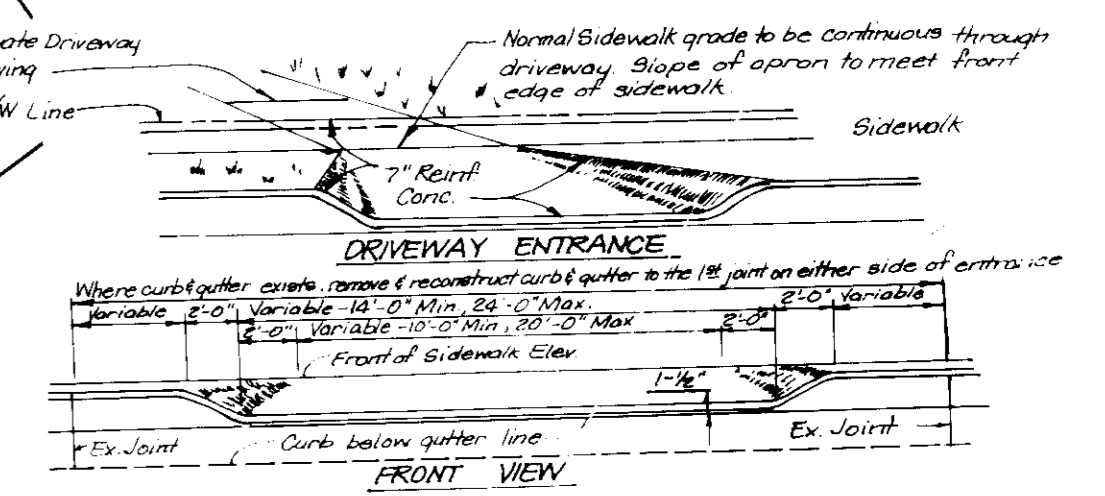 ate Driveway
ving
W Line
Normal Sidewalk grade to be continuous through
driveway. Slope of apron to meet front
edge of sidewalk.
Sidewalk
7" Reinf.
Conc.
DRIVEWAY ENTRANCE
Where curb & gutter exists, remove & reconstruct curb & gutter to the 1st joint on either side of entrance
Variable 2'-0" Variable-14'-0" Min., 24'-0" Max. 2'-0" Variable
2'-0" Variable-10'-0" Min., 20'-0" Max 2'-0"
Front of Sidewalk Elev.
1-1/2"
Ex. Joint
Curb below gutter line
Ex. Joint
FRONT VIEW